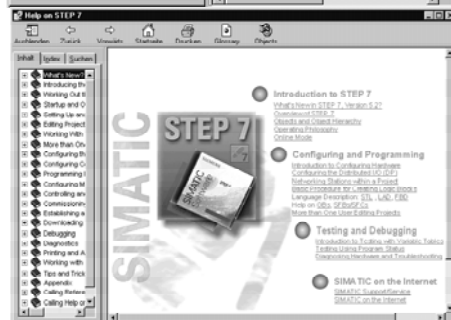 Help on STEP 7
Ausblenden Zurück Vorwärts Startseite Drucken Glossary Objects
Inhalt Index Suchen
What's New?
Introducing th
Working Out t
Startup and O
Setting Up an
Editing Project
Working With
More than On
Configuring th
Configuring C
Programming
Configuring M
Controlling an
Commissionin
Establishing a
Downloading
Debugging
Diagnostics
Printing and A
Working with
Tips and Trick
Appendix
Calling Refere
Calling Help o
SIMATIC
STEP 7
Introduction to STEP 7
What's New in STEP 7, Version 5.2?
Overview of STEP 7
Objects and Object Hierarchy
Operating Philosophy
Online Mode
Configuring and Programming
Introduction to Configuring Hardware
Configuring the Distributed I/O (DP)
Networking Stations within a Project
Basic Procedure for Creating Logic Blocks
Language Description: STL, LAD, FBD
Help on OBs, SFBs/SFCs
More than One User Editing Projects
Testing and Debugging
Introduction to Testing with Variable Tables
Testing Using Program Status
Diagnosing Hardware and Troubleshooting
SIMATIC on the Internet
SIMATIC Support/Service
SIMATIC on the Internet